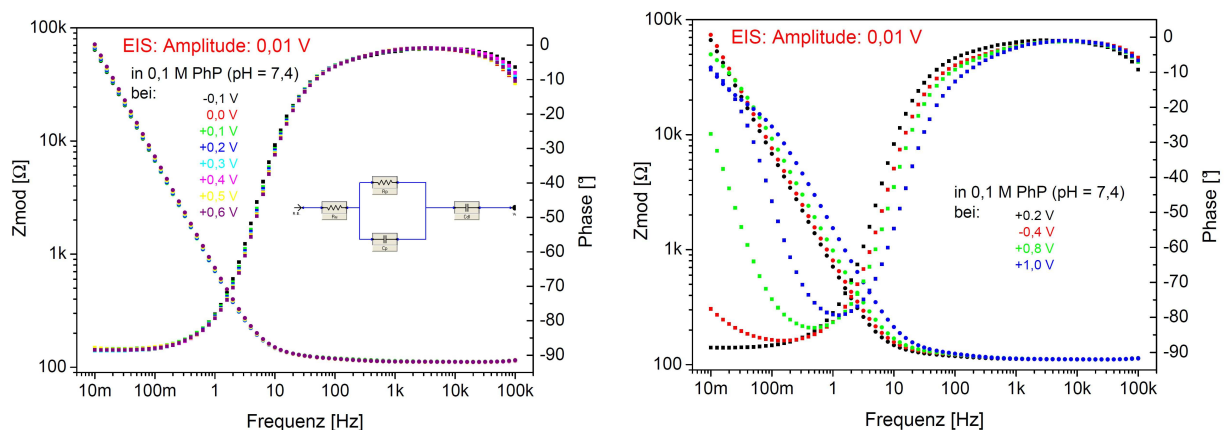 EIS: Amplitude: 0,01 V
in 0,1 M PhP (pH = 7,4)
bei:
-0,1 V
0,0 V
+0,1 V
+0,2 V
+0,3 V
+0,4 V
+0,5 V
+0,6 V
100k
10k
1k
100
Zmod [Ω]
0
-10
-20
-30
-40
-50
-60
-70
-80
-90
Phase [°]
10m
100m
1
10
100
1k
10k
100k
Frequenz [Hz]
EIS: Amplitude: 0,01 V
in 0,1 M PhP (pH = 7,4)
bei:
+0.2 V
-0,4 V
+0,8 V
+1,0 V
100k
10k
1k
100
Zmod [Ω]
0
-10
-20
-30
-40
-50
-60
-70
-80
-90
Phase [°]
10m
100m
1
10
100
1k
10k
100k
Frequenz [Hz]